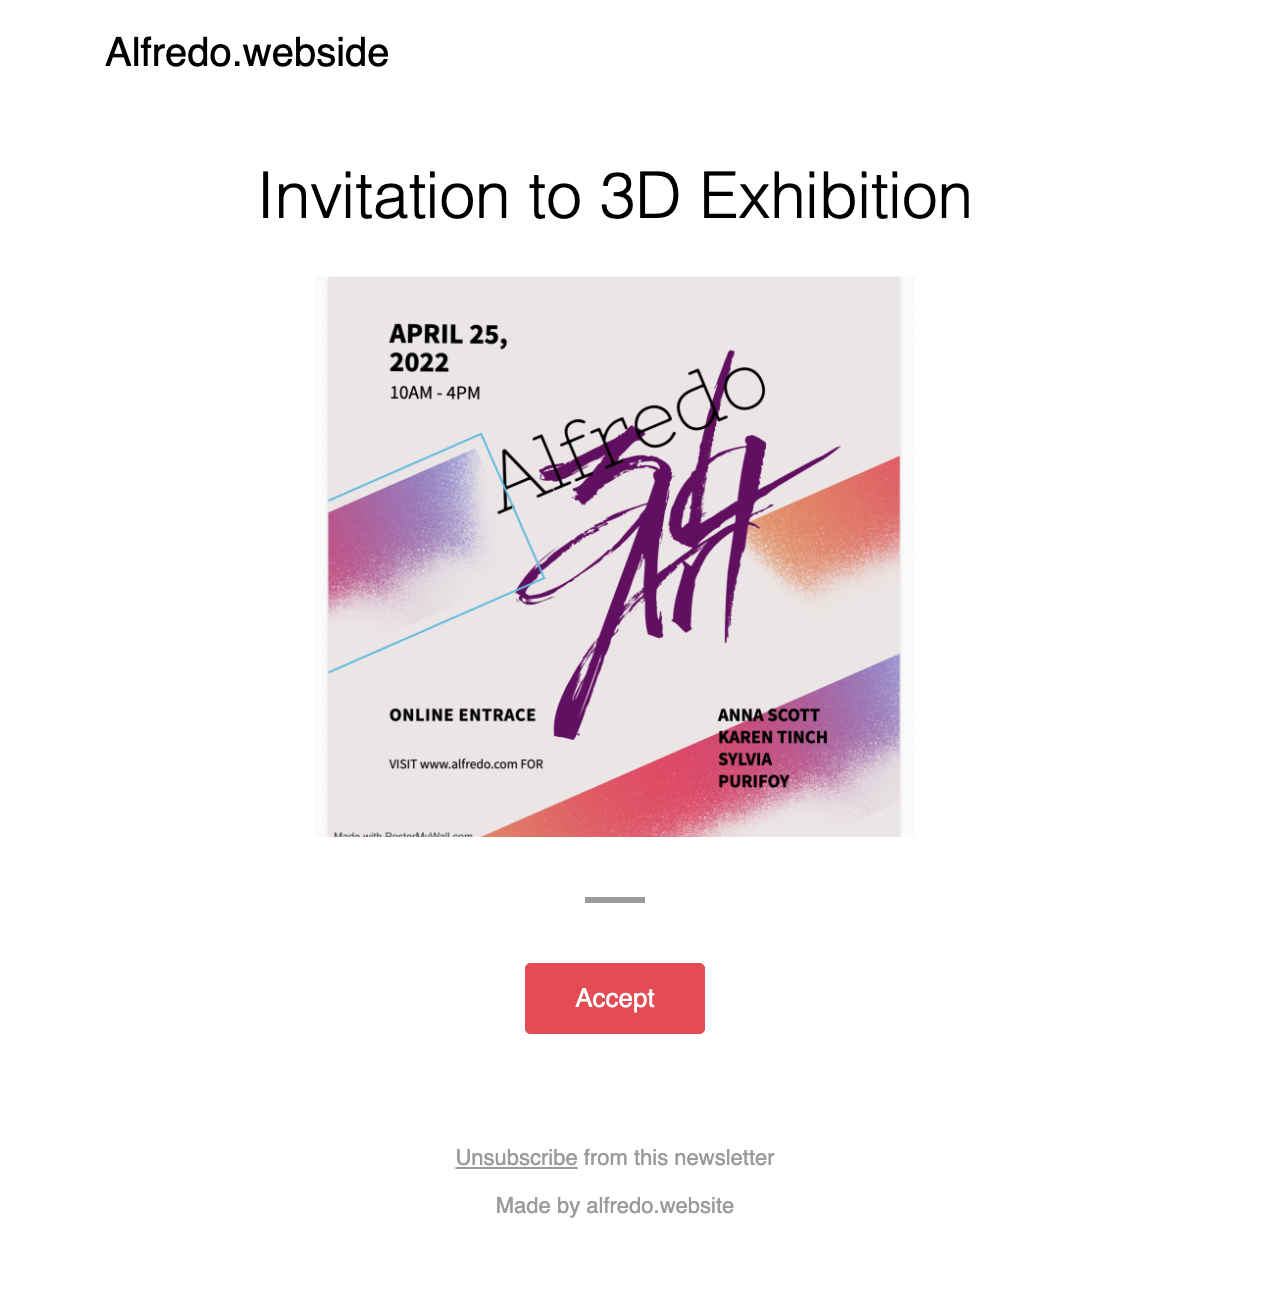 Alfredo.webside
Invitation to 3D Exhibition
APRIL 25,
2022
10AM - 4PM
Alfredo
3d
Art
ONLINE ENTRACE
VISIT www.alfredo.com FOR
ANNA SCOTT
KAREN TINCH
SYLVIA
PURIFOY
Made with PosterMyWall.com
Accept
Unsubscribe from this newsletter
Made by alfredo.website